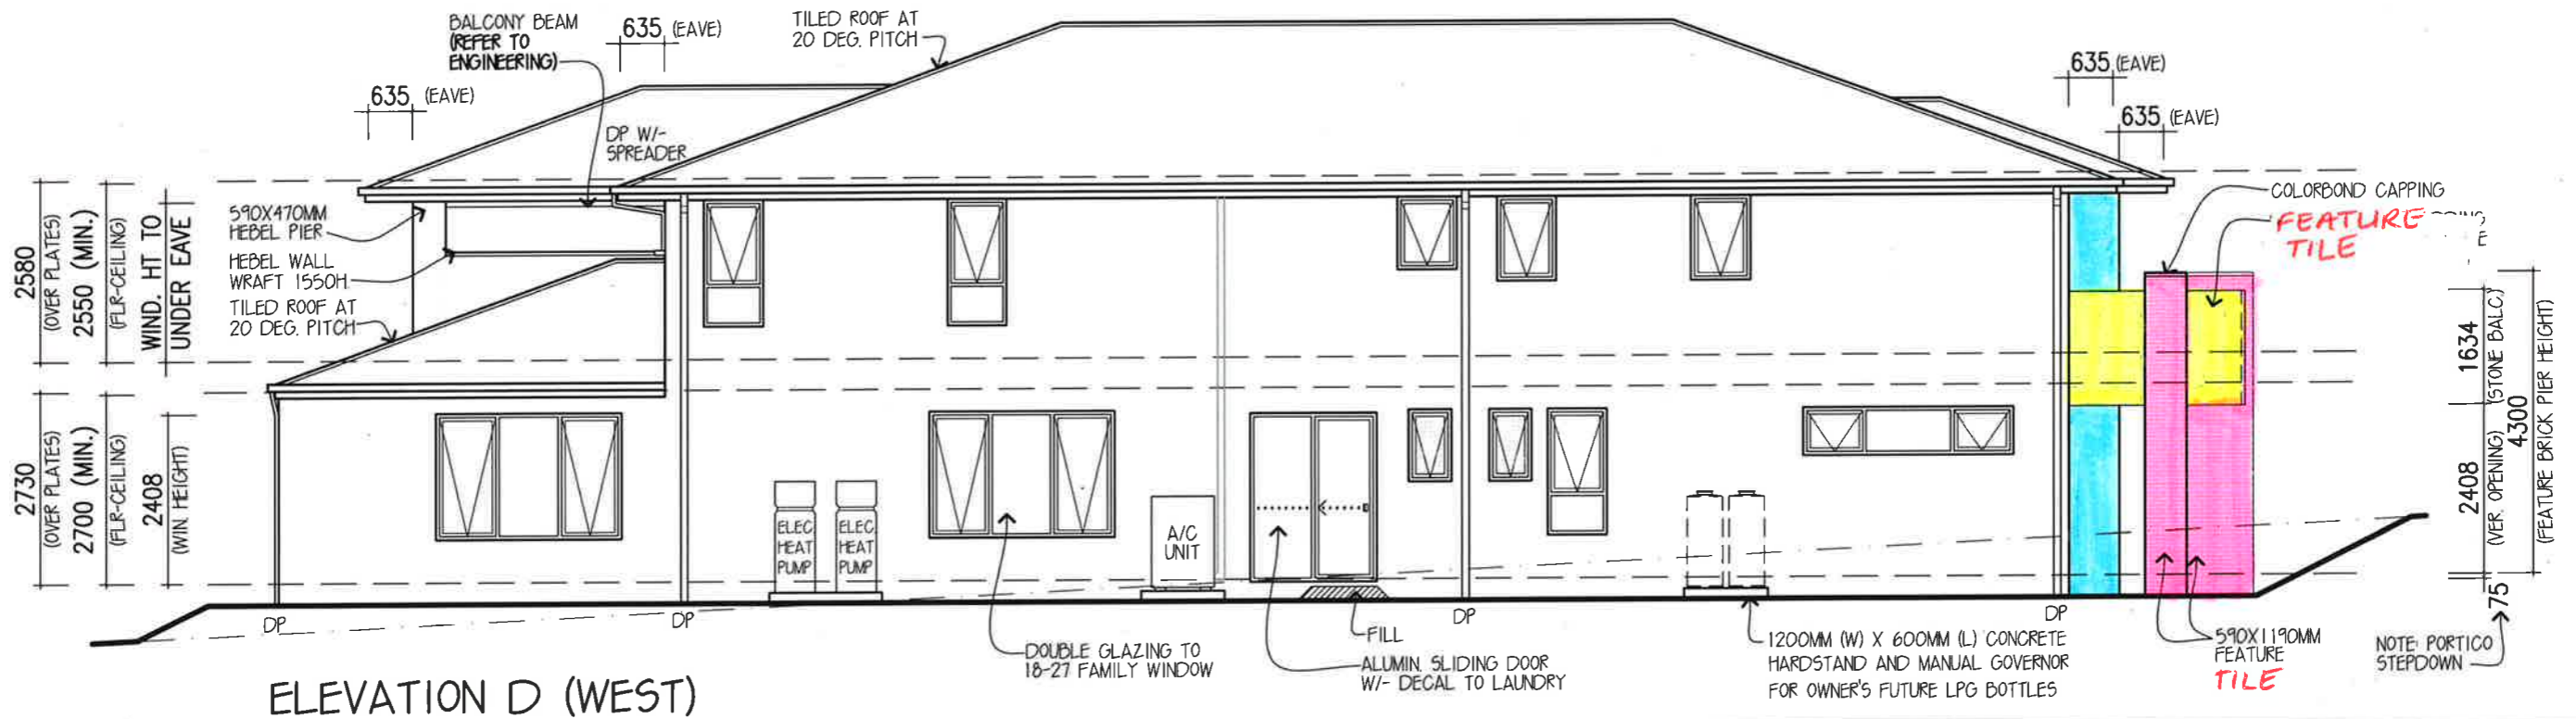 BALCONY BEAM
(REFER TO
ENGINEERING)
635 (EAVE)
TILED ROOF AT
20 DEG. PITCH
635 (EAVE)
635 (EAVE)
635 (EAVE)
DP W/-
SPREADER
590X470MM
HEBEL PIER
HEBEL WALL
WRAFT 1550H
TILED ROOF AT
20 DEG. PITCH
2580
(OVER PLATES)
2550 (MIN.)
(FLR-CEILING)
WIND. HT TO
UNDER EAVE
2730
(OVER PLATES)
2700 (MIN.)
(FLR-CEILING)
2408
(WIN. HEIGHT)
COLORBOND CAPPING
FEATURE
TILE
1634
(STONE BALC.)
2408
(VER. OPENING)
4300
(FEATURE BRICK PIER HEIGHT)
75
ELEC.
HEAT
PUMP
ELEC.
HEAT
PUMP
A/C
UNIT
DP
DP
DP
DP
DOUBLE GLAZING TO
18-27 FAMILY WINDOW
FILL
ALUMIN. SLIDING DOOR
W/- DECAL TO LAUNDRY
1200MM (W) X 600MM (L) CONCRETE
HARDSTAND AND MANUAL GOVERNOR
FOR OWNER'S FUTURE LPG BOTTLES
590X1190MM
FEATURE
TILE
NOTE: PORTICO
STEPDOWN
ELEVATION D (WEST)